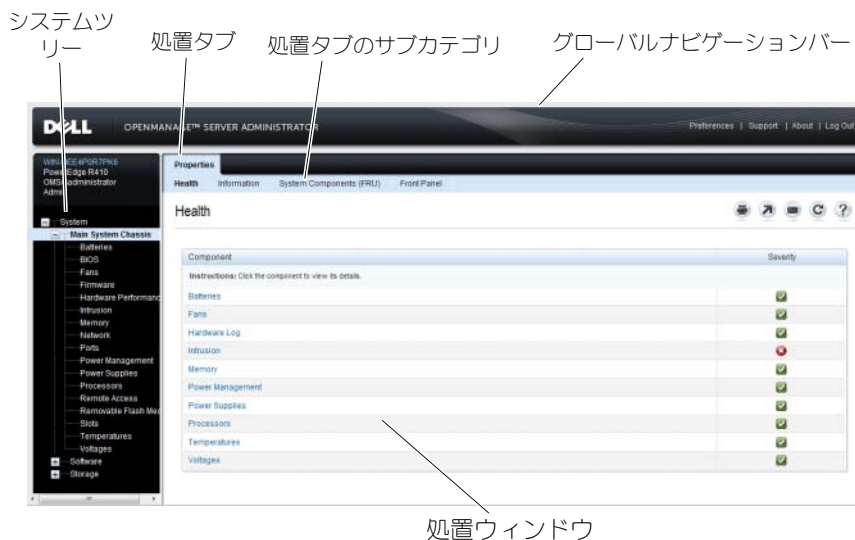 システムツ
リー
処置タブ
処置タブのサブカテゴリ
グローバルナビゲーションバー
DELL
OPENMANAGE™ SERVER ADMINISTRATOR
Preferences | Support | About | Log Out
PowerEdge R410
Admin
Properties
Health Information System Components (FRU) Front Panel
Health
System
Main System Chassis
Batteries
BIOS
Fans
Firmware
Hardware Performanc
Intrusion
Memory
Network
Ports
Power Management
Power Supplies
Processors
Remote Access
Removable Flash Med
Slots
Temperatures
Voltages
Software
Storage
Component Severity
Instructions: Click the component to view its details.
Batteries
Fans
Hardware Log
Intrusion
Memory
Power Management
Power Supplies
Processors
Temperatures
Voltages
処置ウィンドウ